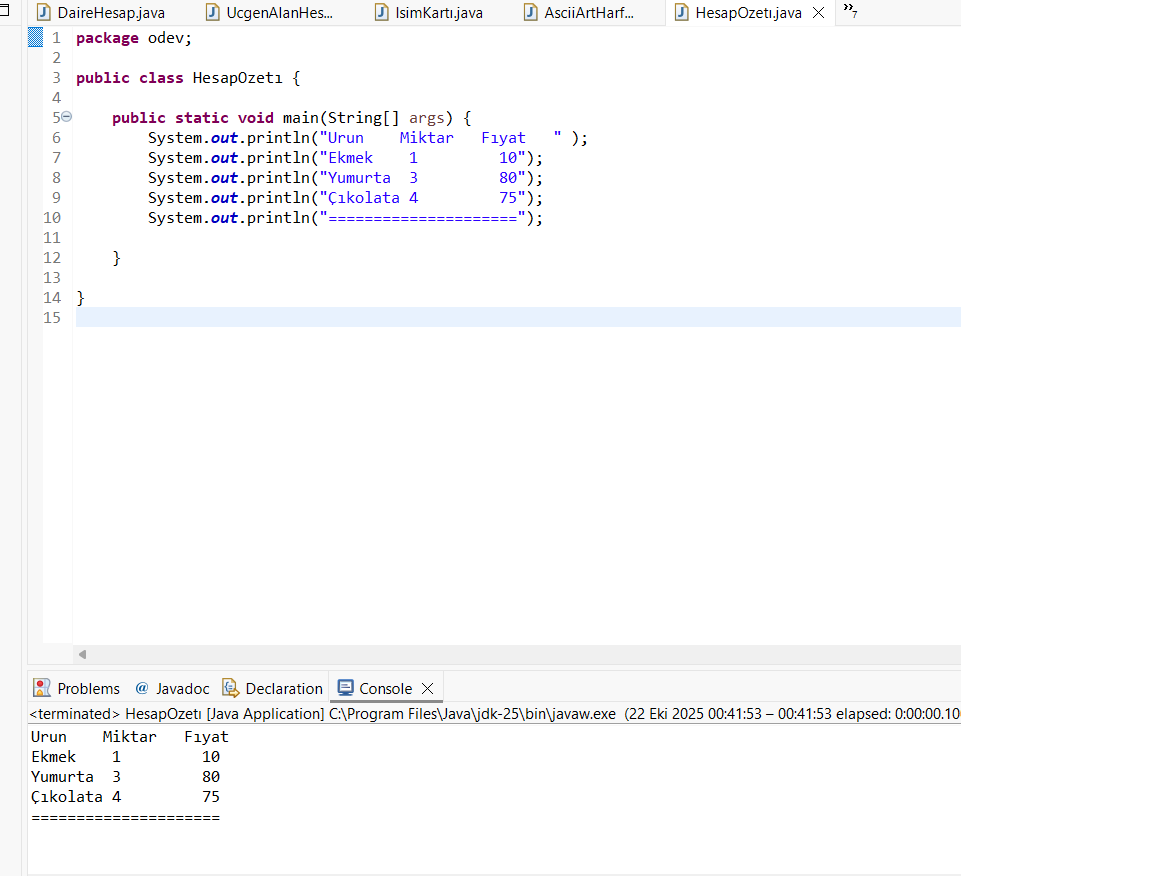 DaireHesap.java UcgenAlanHes... IsimKartı.java AsciiArtHarf... HesapOzetı.java »7
1 package odev;
2
3 public class HesapOzetı {
4
5 public static void main(String[] args) {
6 System.out.println("Urun    Miktar   Fıyat   " );
7 System.out.println("Ekmek    1         10");
8 System.out.println("Yumurta  3         80");
9 System.out.println("Çıkolata 4         75");
10 System.out.println("=====================");
11
12 }
13
14 }
15
Problems @ Javadoc Declaration Console
<terminated> HesapOzetı [Java Application] C:\Program Files\Java\jdk-25\bin\javaw.exe (22 Eki 2025 00:41:53 – 00:41:53 elapsed: 0:00:00.10
Urun    Miktar   Fıyat
Ekmek    1         10
Yumurta  3         80
Çıkolata 4         75
=====================